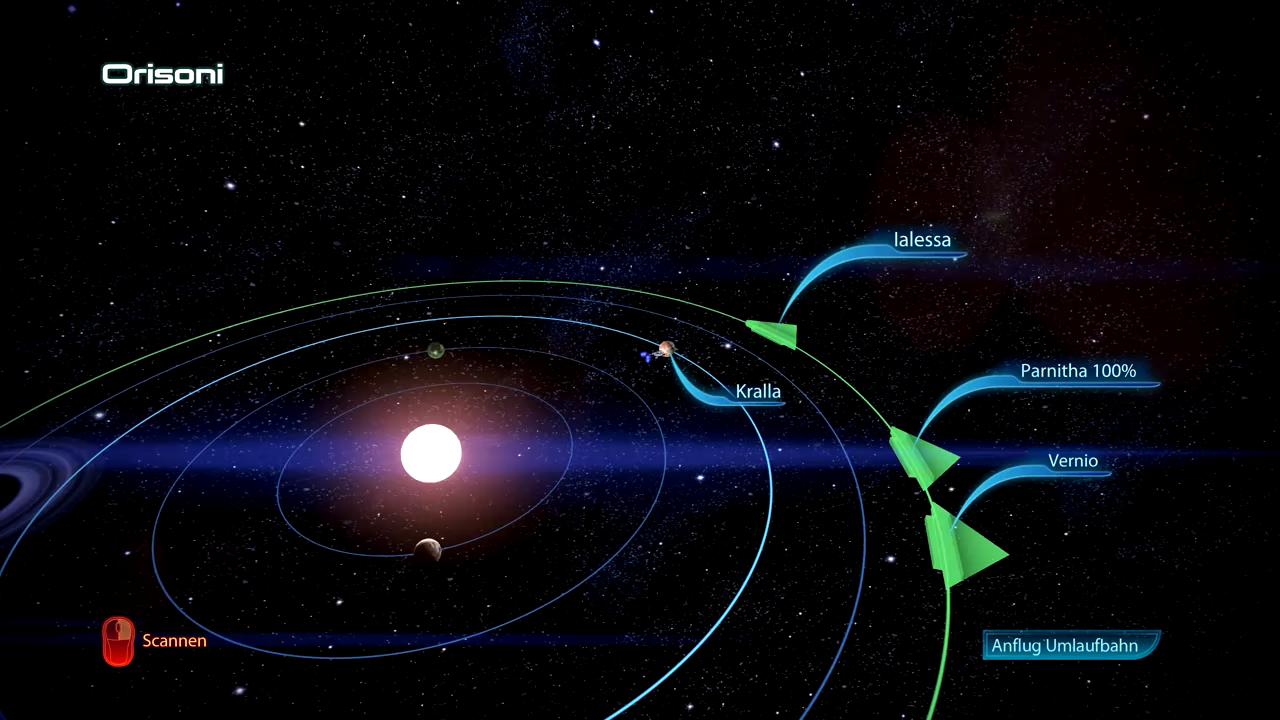 Orisoni
Ialessa
Parnitha 100%
Kralla
Vernio
Scannen
Anflug Umlaufbahn